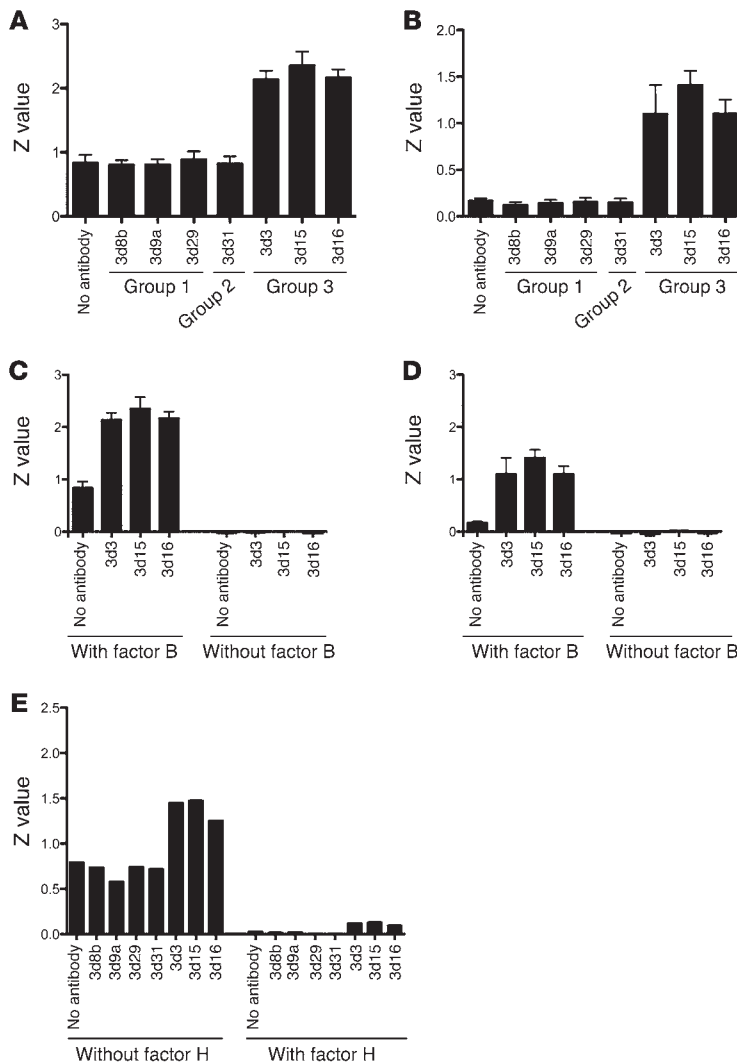 A
Z value
3
2
1
0
No antibody
3d8b
3d9a
3d29
3d31
3d3
3d15
3d16
Group 1
Group 2
Group 3
B
Z value
2.0
1.5
1.0
0.5
0.0
No antibody
3d8b
3d9a
3d29
3d31
3d3
3d15
3d16
Group 1
Group 2
Group 3
C
Z value
3
2
1
0
No antibody
3d3
3d15
3d16
No antibody
3d3
3d15
3d16
With factor B
Without factor B
D
Z value
3
2
1
0
No antibody
3d3
3d15
3d16
No antibody
3d3
3d15
3d16
With factor B
Without factor B
E
Z value
2.5
2.0
1.5
1.0
0.5
0.0
No antibody
3d8b
3d9a
3d29
3d31
3d3
3d15
3d16
No antibody
3d8b
3d9a
3d29
3d31
3d3
3d15
3d16
Without factor H
With factor H